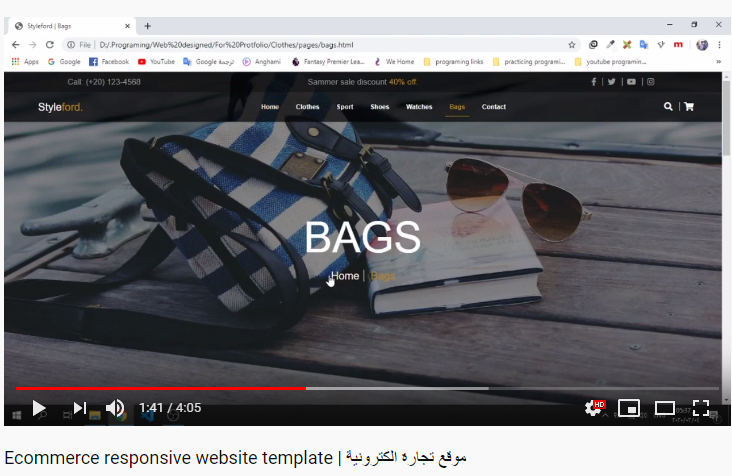 Styleford | Bags
File | D:/.Programing/Web%20designed/For%20Protfolio/Clothes/pages/bags.html
Apps Google Facebook YouTube ترجمة Google Anghami Fantasy Premier Lea... We Home programing links practicing programi... youtube programin... »
Call: (+20) 123-4568 Sammer sale discount 40% off.
Styleford. Home Clothes Sport Shoes Watches Bags Contact
BAGS
Home | Bags
1:41 / 4:05 HD
Ecommerce responsive website template | موقع تجارة الكترونية